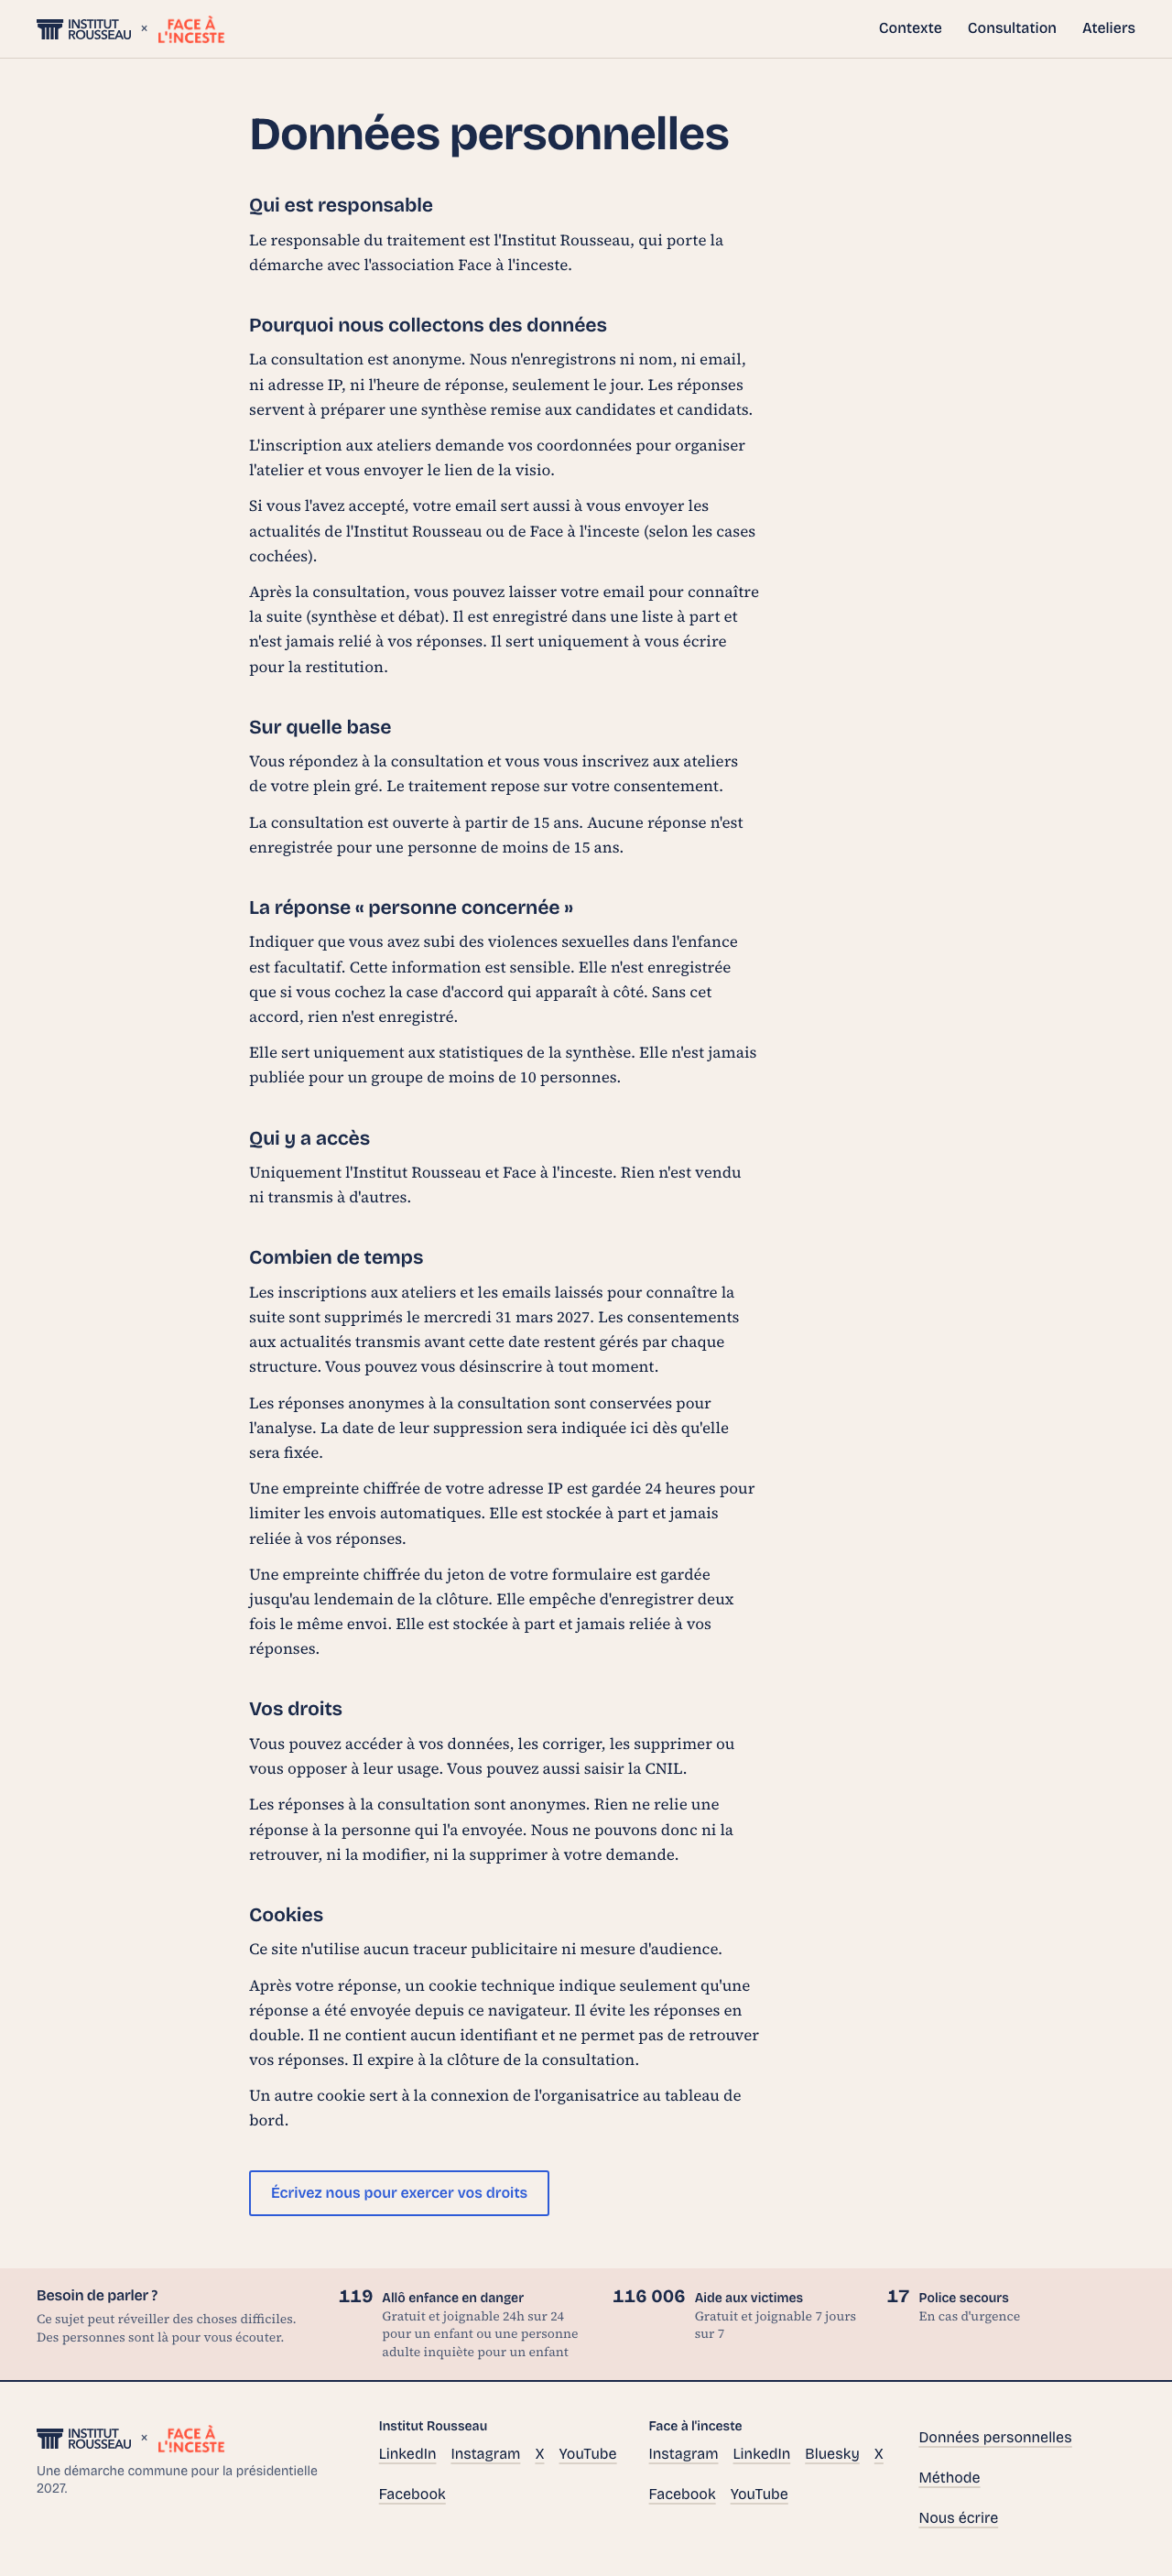 INSTITUT
ROUSSEAU
×
FACE À
L'INCESTE
Contexte
Consultation
Ateliers
Données personnelles
Qui est responsable
Le responsable du traitement est l'Institut Rousseau, qui porte la
démarche avec l'association Face à l'inceste.
Pourquoi nous collectons des données
La consultation est anonyme. Nous n'enregistrons ni nom, ni email,
ni adresse IP, ni l'heure de réponse, seulement le jour. Les réponses
servent à préparer une synthèse remise aux candidates et candidats.
L'inscription aux ateliers demande vos coordonnées pour organiser
l'atelier et vous envoyer le lien de la visio.
Si vous l'avez accepté, votre email sert aussi à vous envoyer les
actualités de l'Institut Rousseau ou de Face à l'inceste (selon les cases
cochées).
Après la consultation, vous pouvez laisser votre email pour connaître
la suite (synthèse et débat). Il est enregistré dans une liste à part et
n'est jamais relié à vos réponses. Il sert uniquement à vous écrire
pour la restitution.
Sur quelle base
Vous répondez à la consultation et vous vous inscrivez aux ateliers
de votre plein gré. Le traitement repose sur votre consentement.
La consultation est ouverte à partir de 15 ans. Aucune réponse n'est
enregistrée pour une personne de moins de 15 ans.
La réponse « personne concernée »
Indiquer que vous avez subi des violences sexuelles dans l'enfance
est facultatif. Cette information est sensible. Elle n'est enregistrée
que si vous cochez la case d'accord qui apparaît à côté. Sans cet
accord, rien n'est enregistré.
Elle sert uniquement aux statistiques de la synthèse. Elle n'est jamais
publiée pour un groupe de moins de 10 personnes.
Qui y a accès
Uniquement l'Institut Rousseau et Face à l'inceste. Rien n'est vendu
ni transmis à d'autres.
Combien de temps
Les inscriptions aux ateliers et les emails laissés pour connaître la
suite sont supprimés le mercredi 31 mars 2027. Les consentements
aux actualités transmis avant cette date restent gérés par chaque
structure. Vous pouvez vous désinscrire à tout moment.
Les réponses anonymes à la consultation sont conservées pour
l'analyse. La date de leur suppression sera indiquée ici dès qu'elle
sera fixée.
Une empreinte chiffrée de votre adresse IP est gardée 24 heures pour
limiter les envois automatiques. Elle est stockée à part et jamais
reliée à vos réponses.
Une empreinte chiffrée du jeton de votre formulaire est gardée
jusqu'au lendemain de la clôture. Elle empêche d'enregistrer deux
fois le même envoi. Elle est stockée à part et jamais reliée à vos
réponses.
Vos droits
Vous pouvez accéder à vos données, les corriger, les supprimer ou
vous opposer à leur usage. Vous pouvez aussi saisir la CNIL.
Les réponses à la consultation sont anonymes. Rien ne relie une
réponse à la personne qui l'a envoyée. Nous ne pouvons donc ni la
retrouver, ni la modifier, ni la supprimer à votre demande.
Cookies
Ce site n'utilise aucun traceur publicitaire ni mesure d'audience.
Après votre réponse, un cookie technique indique seulement qu'une
réponse a été envoyée depuis ce navigateur. Il évite les réponses en
double. Il ne contient aucun identifiant et ne permet pas de retrouver
vos réponses. Il expire à la clôture de la consultation.
Un autre cookie sert à la connexion de l'organisatrice au tableau de
bord.
Écrivez nous pour exercer vos droits
Besoin de parler ?
Ce sujet peut réveiller des choses difficiles.
Des personnes sont là pour vous écouter.
119 Allô enfance en danger
Gratuit et joignable 24h sur 24
pour un enfant ou une personne
adulte inquiète pour un enfant
116 006 Aide aux victimes
Gratuit et joignable 7 jours
sur 7
17 Police secours
En cas d'urgence
INSTITUT
ROUSSEAU
×
FACE À
L'INCESTE
Une démarche commune pour la présidentielle
2027.
Institut Rousseau
LinkedIn Instagram X YouTube
Facebook
Face à l'inceste
Instagram LinkedIn Bluesky X
Facebook YouTube
Données personnelles
Méthode
Nous écrire